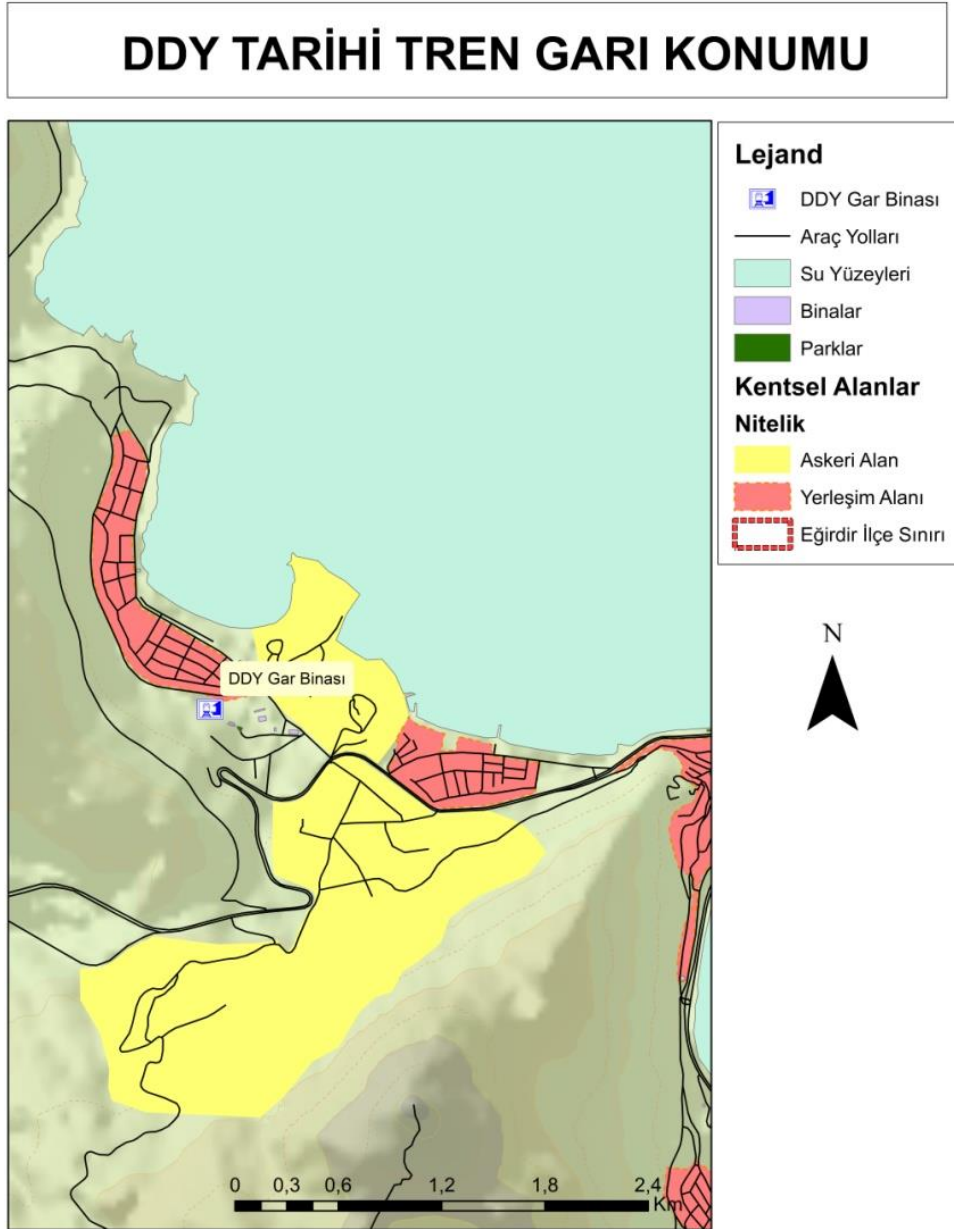 DDY TARİHİ TREN GARI KONUMU
Lejand
DDY Gar Binası
Araç Yolları
Su Yüzeyleri
Binalar
Parklar
Kentsel Alanlar
Nitelik
Askeri Alan
Yerleşim Alanı
Eğirdir İlçe Sınırı
N
DDY Gar Binası
0 0,3 0,6 1,2 1,8 2,4
Km